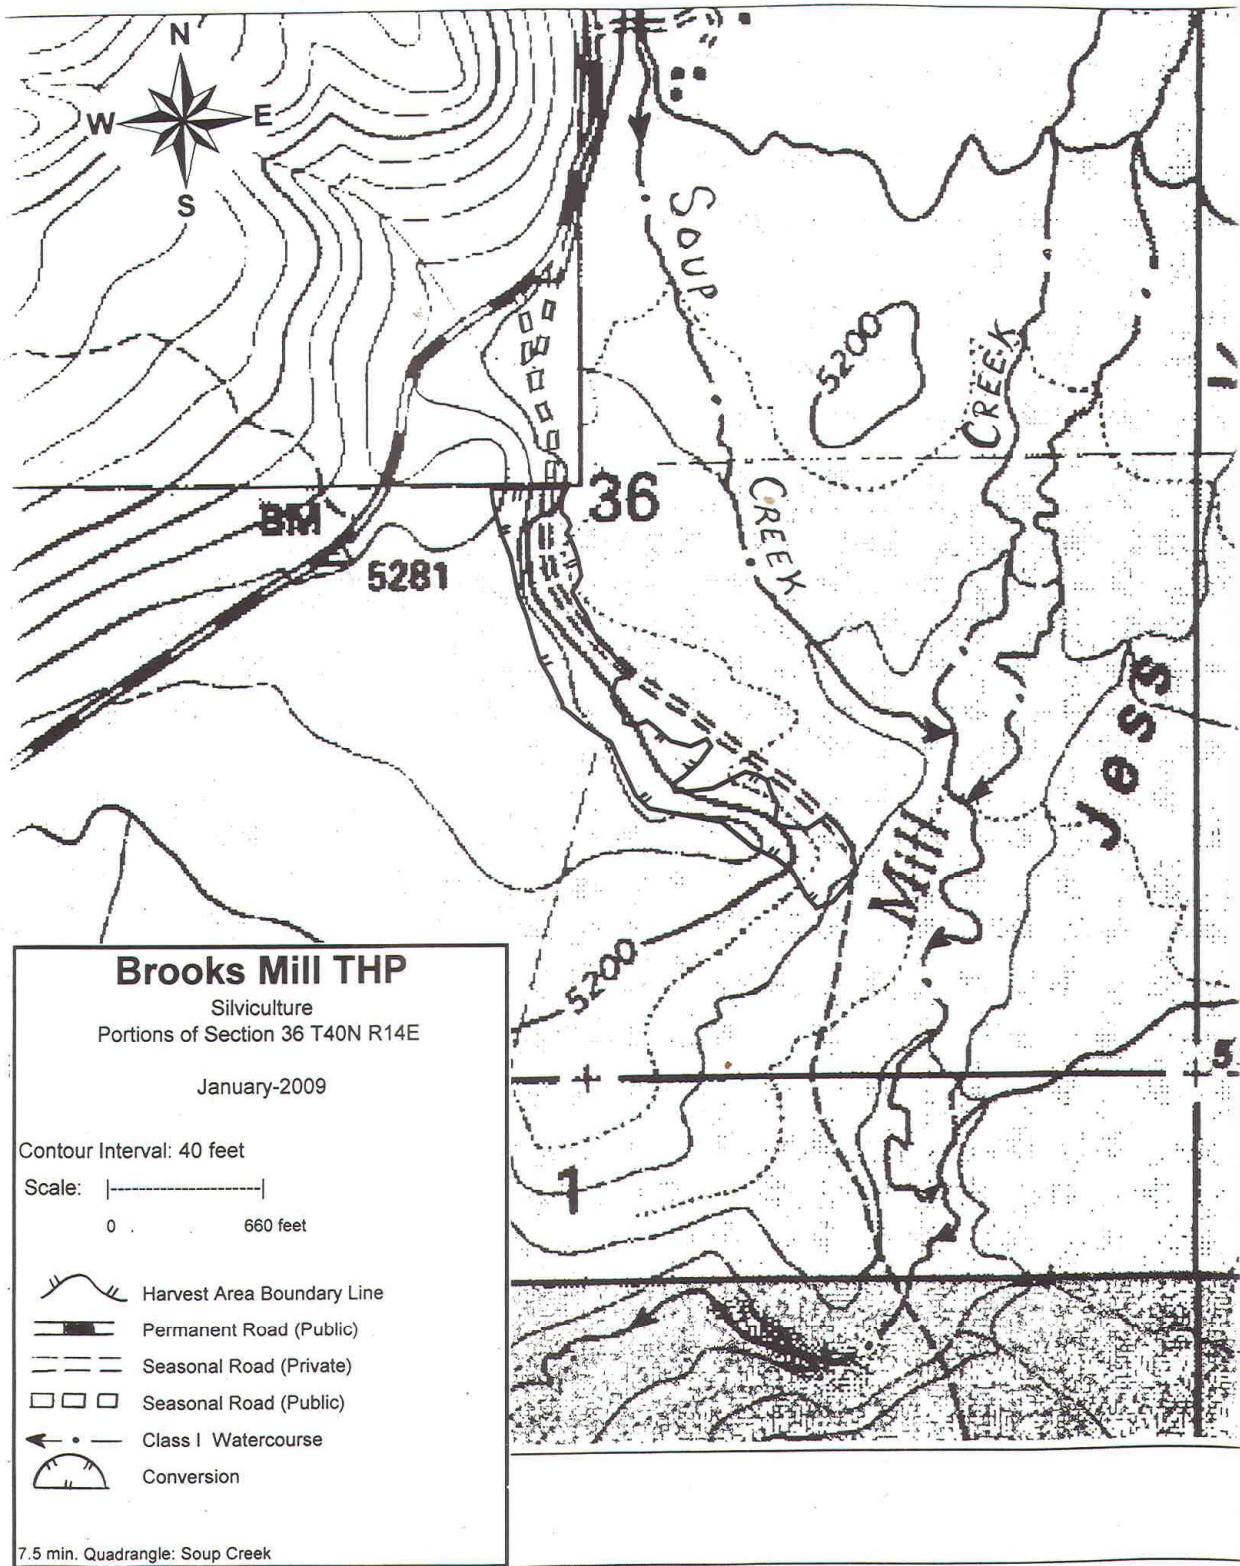 N
W E
S
SOUP
CREEK
5200
CREEK
36
BM
5281
Jess
Mill
5200
5
1
Brooks Mill THP
Silviculture
Portions of Section 36 T40N R14E
January-2009
Contour Interval: 40 feet
Scale:
0 660 feet
Harvest Area Boundary Line
Permanent Road (Public)
Seasonal Road (Private)
Seasonal Road (Public)
Class I Watercourse
Conversion
7.5 min. Quadrangle: Soup Creek